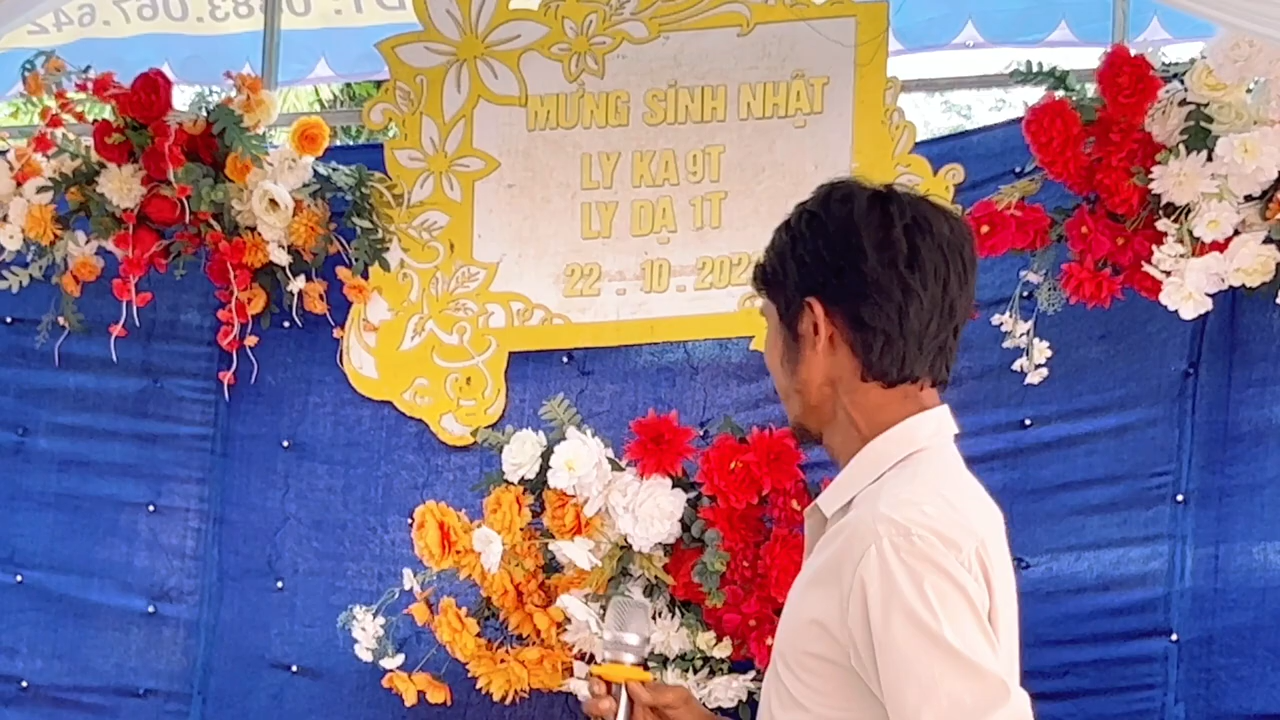 MỪNG SINH NHẬT
LY KA 9T
LY DẠ 1T
22 . 10 . 202